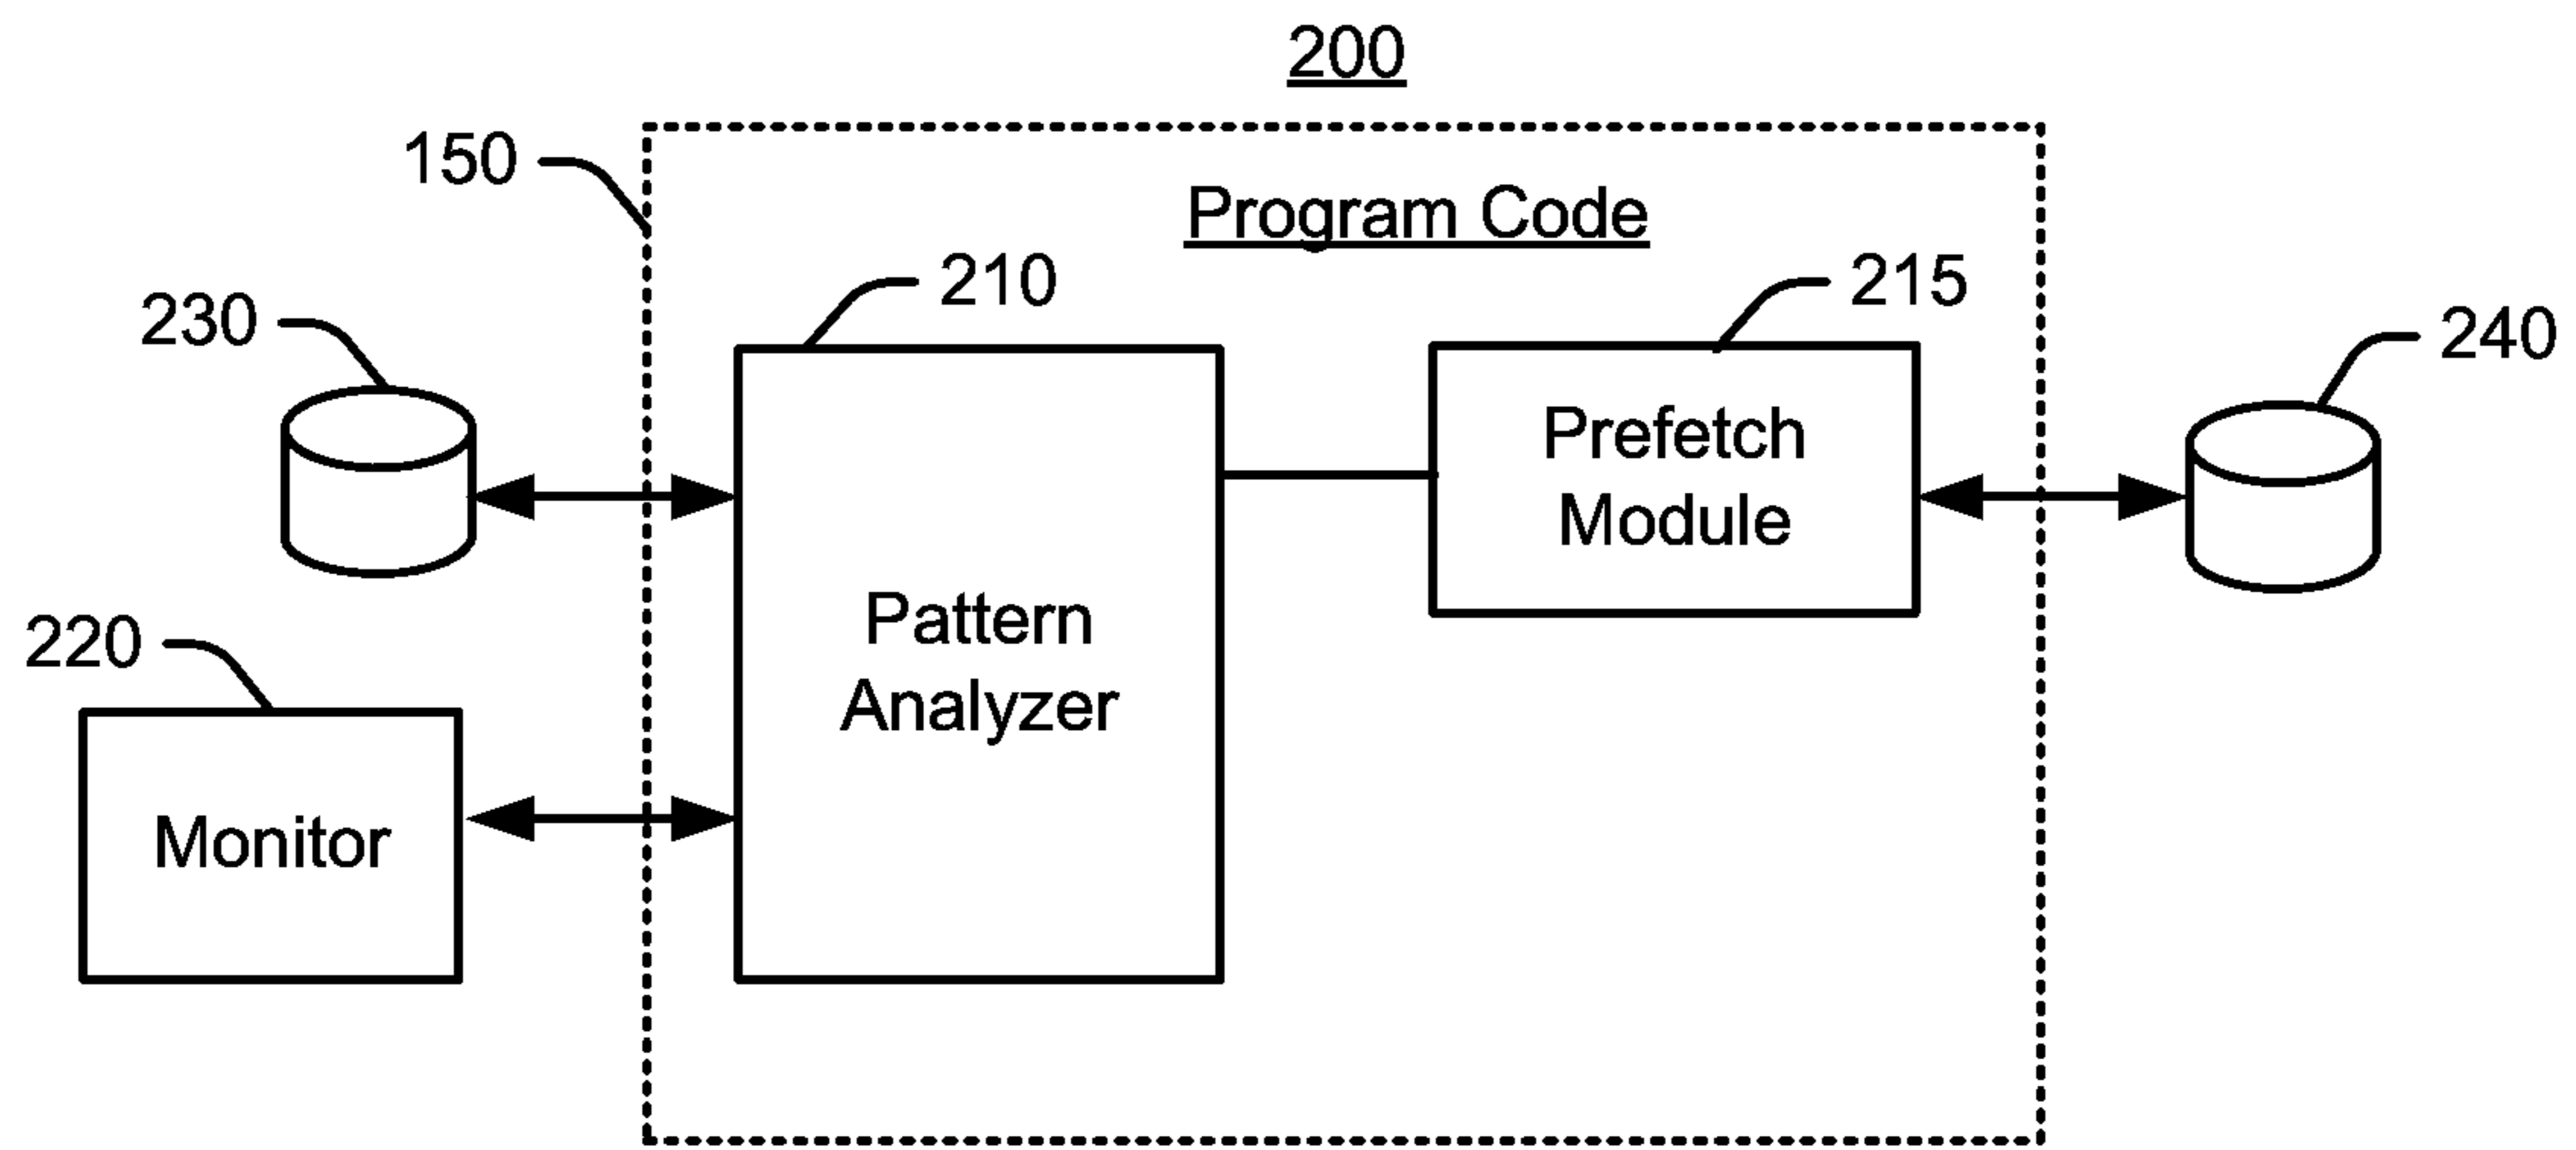 200
150
Program Code
210
215
230
240
Prefetch
Module
Pattern
Analyzer
220
Monitor